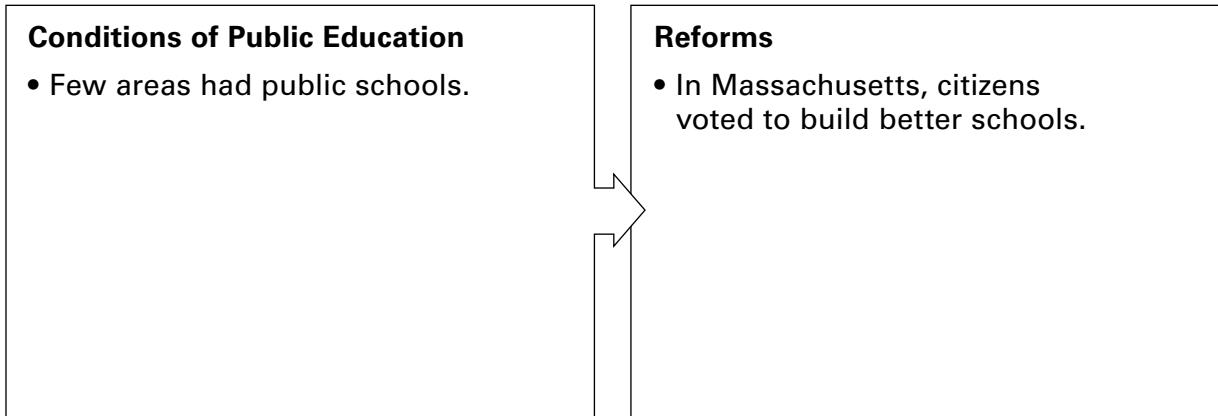 Conditions of Public Education
• Few areas had public schools.
Reforms
• In Massachusetts, citizens
voted to build better schools.